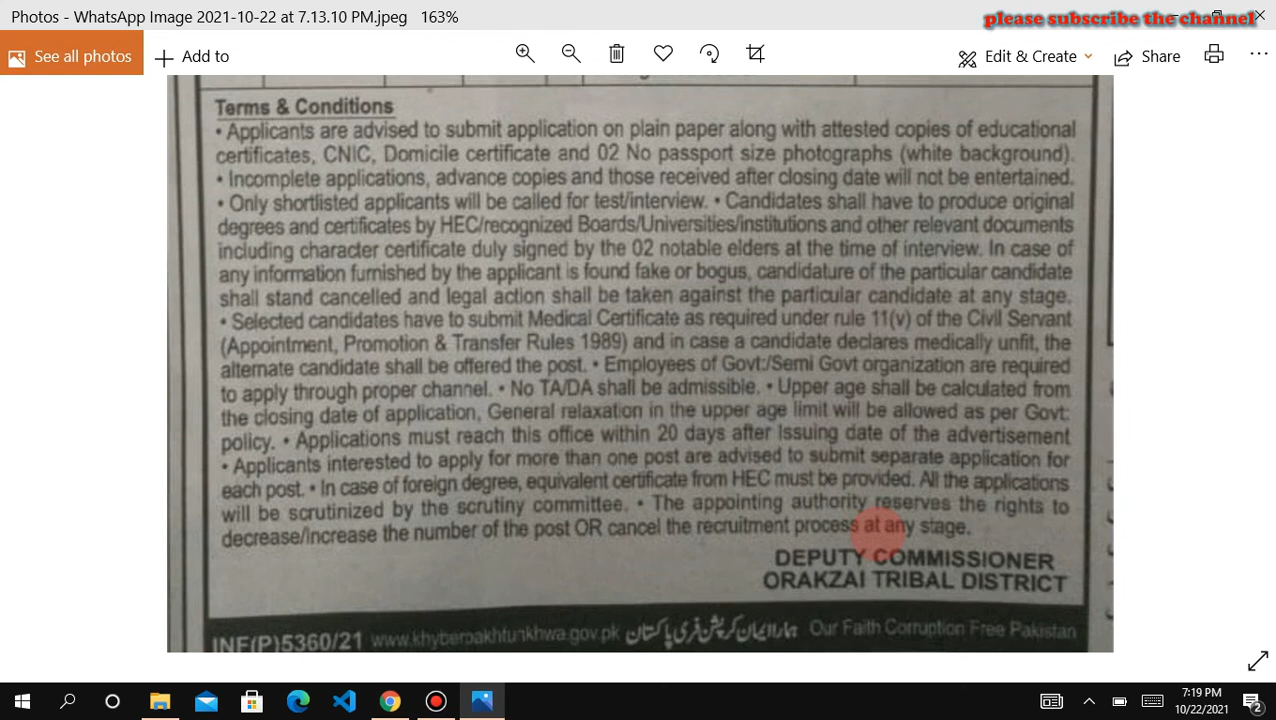 Photos - WhatsApp Image 2021-10-22 at 7.13.10 PM.jpeg 163%
please subscribe the channel
See all photos
Add to
Edit & Create
Share
Terms & Conditions
• Applicants are advised to submit application on plain paper along with attested copies of educational
certificates, CNIC, Domicile certificate and 02 No passport size photographs (white background).
• Incomplete applications, advance copies and those received after closing date will not be entertained.
• Only shortlisted applicants will be called for test/interview. • Candidates shall have to produce original
degrees and certificates by HEC/recognized Boards/Universities/institutions and other relevant documents
including character certificate duly signed by the 02 notable elders at the time of interview. In case of
any information furnished by the applicant is found fake or bogus, candidature of the particular candidate
shall stand cancelled and legal action shall be taken against the particular candidate at any stage.
• Selected candidates have to submit Medical Certificate as required under rule 11(v) of the Civil Servant
(Appointment, Promotion & Transfer Rules 1989) and in case a candidate declares medically unfit, the
alternate candidate shall be offered the post. • Employees of Govt:/Semi Govt organization are required
to apply through proper channel. • No TA/DA shall be admissible. • Upper age shall be calculated from
the closing date of application, General relaxation in the upper age limit will be allowed as per Govt:
policy. • Applications must reach this office within 20 days after Issuing date of the advertisement
• Applicants interested to apply for more than one post are advised to submit separate application for
each post. • In case of foreign degree, equivalent certificate from HEC must be provided. All the applications
will be scrutinized by the scrutiny committee. • The appointing authority reserves the rights to
decrease/increase the number of the post OR cancel the recruitment process at any stage.
DEPUTY COMMISSIONER
ORAKZAI TRIBAL DISTRICT
INF(P)5360/21 www.khyberpakhtunkhwa.gov.pk ہمارا ایمان کرپشن فری پاکستان Our Faith Corruption Free Pakistan
7:19 PM
10/22/2021
2